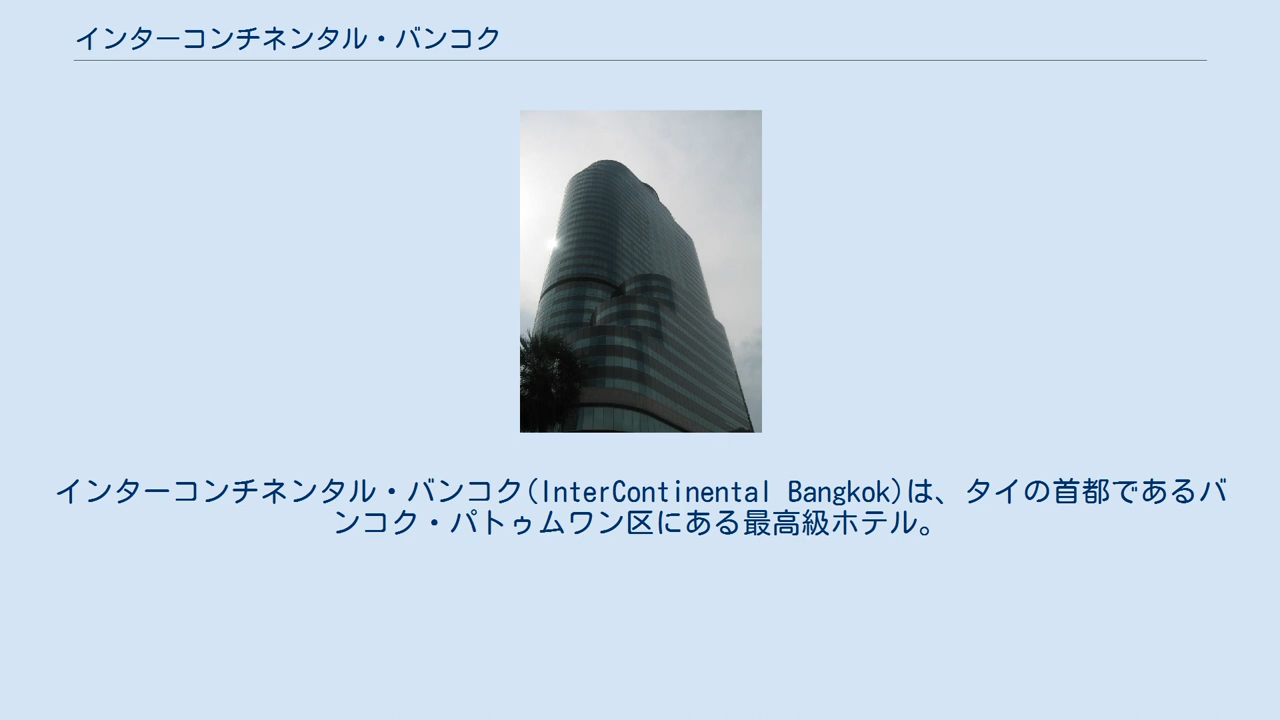 インターコンチネンタル・バンコク
インターコンチネンタル・バンコク(InterContinental Bangkok)は、タイの首都であるバ
ンコク・パトゥムワン区にある最高級ホテル。